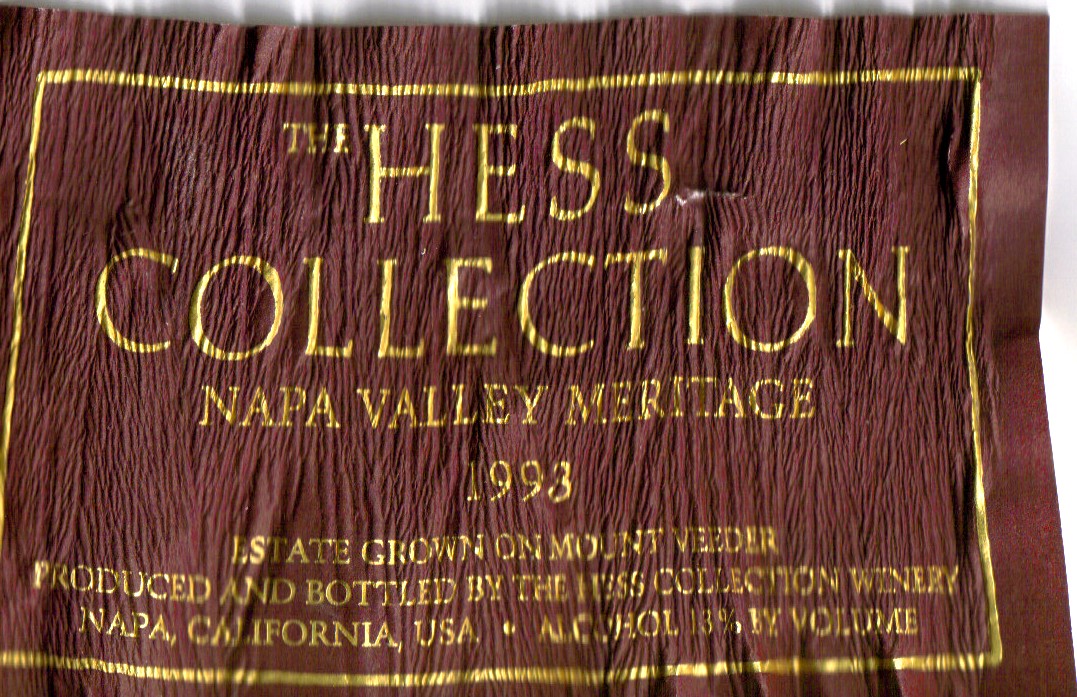 THE HESS
COLLECTION
NAPA VALLEY MERITAGE
1993
ESTATE GROWN ON MOUNT VEEDER
PRODUCED AND BOTTLED BY THE HESS COLLECTION WINERY
NAPA, CALIFORNIA, USA • ALCOHOL 13% BY VOLUME